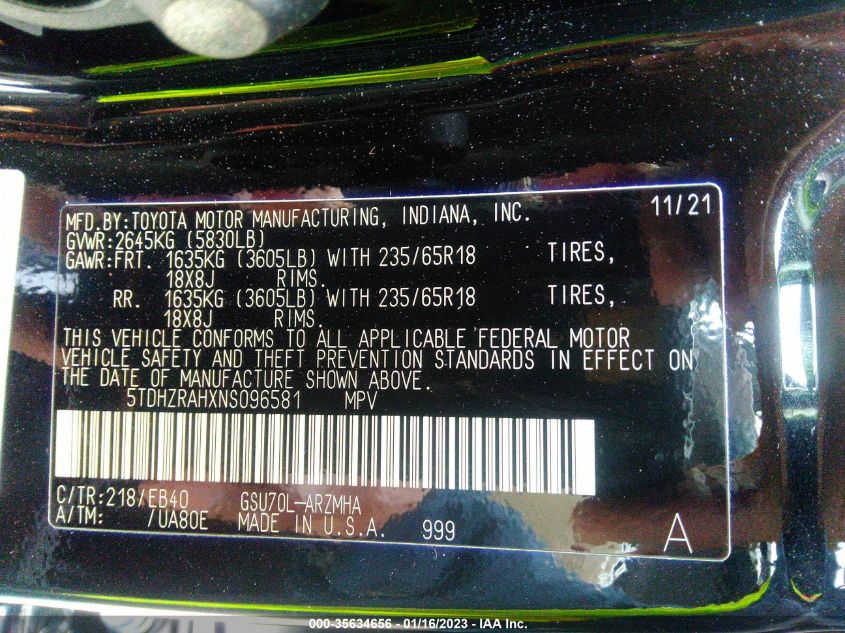 MFD.BY:TOYOTA MOTOR MANUFACTURING, INDIANA, INC. 11/21
GVWR:2645KG (5830LB)
GAWR:FRT. 1635KG (3605LB) WITH 235/65R18 TIRES,
18X8J RIMS.
RR. 1635KG (3605LB) WITH 235/65R18 TIRES,
18X8J RIMS.
THIS VEHICLE CONFORMS TO ALL APPLICABLE FEDERAL MOTOR
VEHICLE SAFETY AND THEFT PREVENTION STANDARDS IN EFFECT ON
THE DATE OF MANUFACTURE SHOWN ABOVE.
5TDHZRAHXNS096581 MPV
C/TR:218/EB40 GSU70L-ARZMHA
A/TM: /UA80E MADE IN U.S.A. 999 A
000-35634656 - 01/16/2023 - IAA Inc.